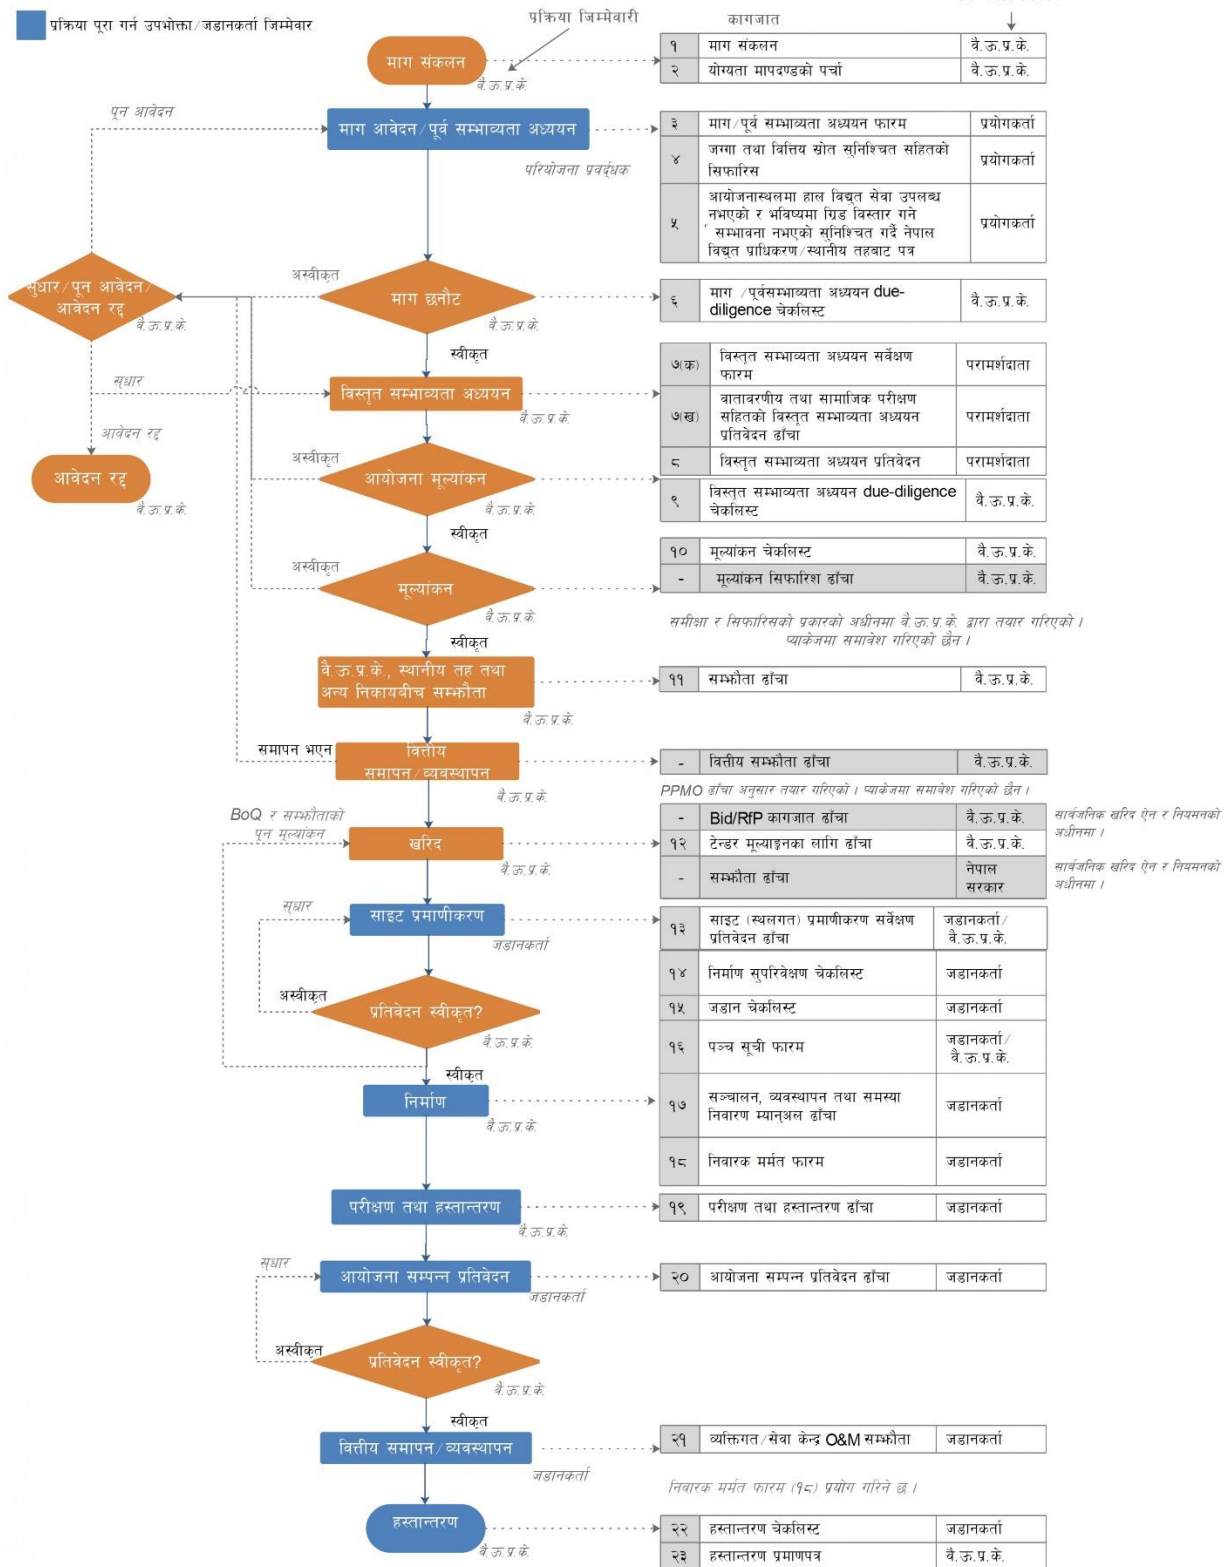 प्रक्रिया पूरा गर्न उपभोक्ता/जडानकर्ता जिम्मेवार
प्रक्रिया जिम्मेवारी
कागजात
माग संकलन
वै.ऊ.प्र.के.
१ माग संकलन वै.ऊ.प्र.के.
२ योग्यता मापदण्डको पर्चा वै.ऊ.प्र.के.
पून आवेदन
माग आवेदन/पूर्व सम्भाव्यता अध्ययन
परियोजना प्रवर्द्धक
३ माग/पूर्व सम्भाव्यता अध्ययन फारम प्रयोगकर्ता
४ जग्गा तथा वित्तिय स्रोत सुनिश्चित सहितको
सिफारिस
प्रयोगकर्ता
५ आयोजनास्थलमा हाल विद्युत सेवा उपलब्ध
नभएको र भविष्यमा ग्रिड विस्तार गने
सम्भावना नभएको सुनिश्चित गर्दै नेपाल
विद्युत प्राधिकरण/स्थानीय तहबाट पत्र
प्रयोगकर्ता
सुधार/पून आवेदन/
आवेदन रद्द
वै.ऊ.प्र.के.
अस्वीकृत
माग छनौट
वै.ऊ.प्र.के.
६ माग /पूर्वसम्भाव्यता अध्ययन due-
diligence चेकलिस्ट
वै.ऊ.प्र.के.
स्वीकृत
सुधार
विस्तृत सम्भाव्यता अध्ययन
वै.ऊ.प्र.के.
७(क) विस्तृत सम्भाव्यता अध्ययन सर्वेक्षण
फारम
परामर्शदाता
७(ख) वातावरणीय तथा सामाजिक परीक्षण
सहितको विस्तृत सम्भाव्यता अध्ययन
प्रतिवेदन ढाँचा
परामर्शदाता
८ विस्तृत सम्भाव्यता अध्ययन प्रतिवेदन परामर्शदाता
९ विस्तृत सम्भाव्यता अध्ययन due-diligence
चेकलिस्ट
वै.ऊ.प्र.के.
आवेदन रद्द
आवेदन रद्द
वै.ऊ.प्र.के.
अस्वीकृत
आयोजना मूल्यांकन
वै.ऊ.प्र.के.
स्वीकृत
अस्वीकृत
मूल्यांकन
वै.ऊ.प्र.के.
१० मूल्यांकन चेकलिस्ट वै.ऊ.प्र.के.
- मूल्यांकन सिफारिश ढाँचा वै.ऊ.प्र.के.
समीक्षा र सिफारिसको प्रकारको अधीनमा वै.ऊ.प्र.के. द्वारा तयार गरिएको ।
प्याकेजमा समावेश गरिएको छैन ।
स्वीकृत
वै.ऊ.प्र.के., स्थानीय तह तथा
अन्य निकायबीच सम्झौता
वै.ऊ.प्र.के.
११ सम्झौता ढाँचा वै.ऊ.प्र.के.
समापन भएन
वित्तीय
समापन/व्यवस्थापन
वै.ऊ.प्र.के.
- वित्तीय सम्झौता ढाँचा वै.ऊ.प्र.के.
PPMO ढाँचा अनुसार तयार गरिएको । प्याकेजमा समावेश गरिएको छैन ।
BoQ र सम्झौताको
पून मूल्यांकन
खरिद
वै.ऊ.प्र.के.
- Bid/RfP कागजात ढाँचा वै.ऊ.प्र.के.
सार्वजनिक खरिद ऐन र नियमनको
अधीनमा ।
१२ टेन्डर मूल्याङ्कनका लागि ढाँचा वै.ऊ.प्र.के.
- सम्झौता ढाँचा
नेपाल
सरकार
सार्वजनिक खरिद ऐन र नियमनको
अधीनमा ।
सुधार
साइट प्रमाणीकरण
जडानकर्ता
१३ साइट (स्थलगत) प्रमाणीकरण सर्वेक्षण
प्रतिवेदन ढाँचा
जडानकर्ता/
वै.ऊ.प्र.के.
१४ निर्माण सुपरिवेक्षण चेकलिस्ट जडानकर्ता
१५ जडान चेकलिस्ट जडानकर्ता
१६ पञ्च सूची फारम
जडानकर्ता/
वै.ऊ.प्र.के.
अस्वीकृत
प्रतिवेदन स्वीकृत?
वै.ऊ.प्र.के.
स्वीकृत
निर्माण
वै.ऊ.प्र.के.
१७ सञ्चालन, व्यवस्थापन तथा समस्या
निवारण म्यानुअल ढाँचा
जडानकर्ता
१८ निवारक मर्मत फारम जडानकर्ता
परीक्षण तथा हस्तान्तरण
वै.ऊ.प्र.के.
१९ परीक्षण तथा हस्तान्तरण ढाँचा जडानकर्ता
सुधार
आयोजना सम्पन्न प्रतिवेदन
जडानकर्ता
२० आयोजना सम्पन्न प्रतिवेदन ढाँचा जडानकर्ता
अस्वीकृत
प्रतिवेदन स्वीकृत?
वै.ऊ.प्र.के.
स्वीकृत
वित्तीय समापन/व्यवस्थापन
जडानकर्ता
२१ व्यक्तिगत/सेवा केन्द्र O&M सम्झौता जडानकर्ता
निवारक मर्मत फारम (१८) प्रयोग गरिने छ ।
हस्तान्तरण
वै.ऊ.प्र.के.
२२ हस्तान्तरण चेकलिस्ट जडानकर्ता
२३ हस्तान्तरण प्रमाणपत्र वै.ऊ.प्र.के.